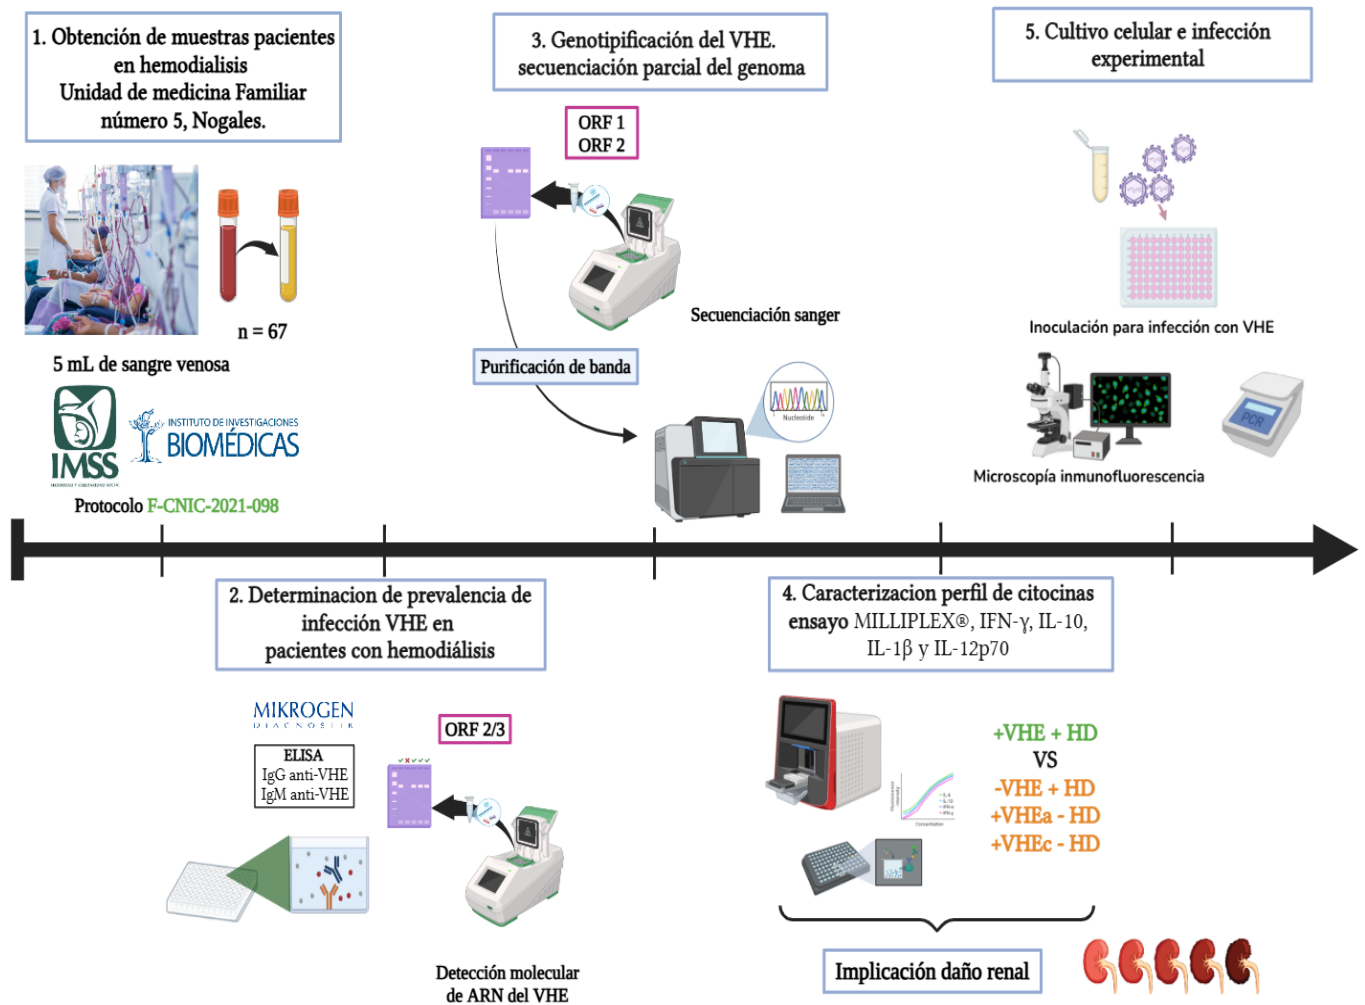 1. Obtención de muestras pacientes
en hemodialisis
Unidad de medicina Familiar
número 5, Nogales.
n = 67
5 mL de sangre venosa
IMSS
INSTITUTO DE INVESTIGACIONES
BIOMÉDICAS
Protocolo F-CNIC-2021-098
3. Genotipificación del VHE.
secuenciación parcial del genoma
ORF 1
ORF 2
Secuenciación sanger
Purificación de banda
Nucleotide
5. Cultivo celular e infección
experimental
Inoculación para infección con VHE
PCR
Microscopía inmunofluorescencia
2. Determinacion de prevalencia de
infección VHE en
pacientes con hemodiálisis
MIKROGEN
DIAGNOSTIK
ELISA
IgG anti-VHE
IgM anti-VHE
ORF 2/3
Detección molecular
de ARN del VHE
4. Caracterizacion perfil de citocinas
ensayo MILLIPLEX®, IFN-γ, IL-10,
IL-1β y IL-12p70
Concentration
+VHE + HD
VS
-VHE + HD
+VHEa - HD
+VHEc - HD
Implicación daño renal